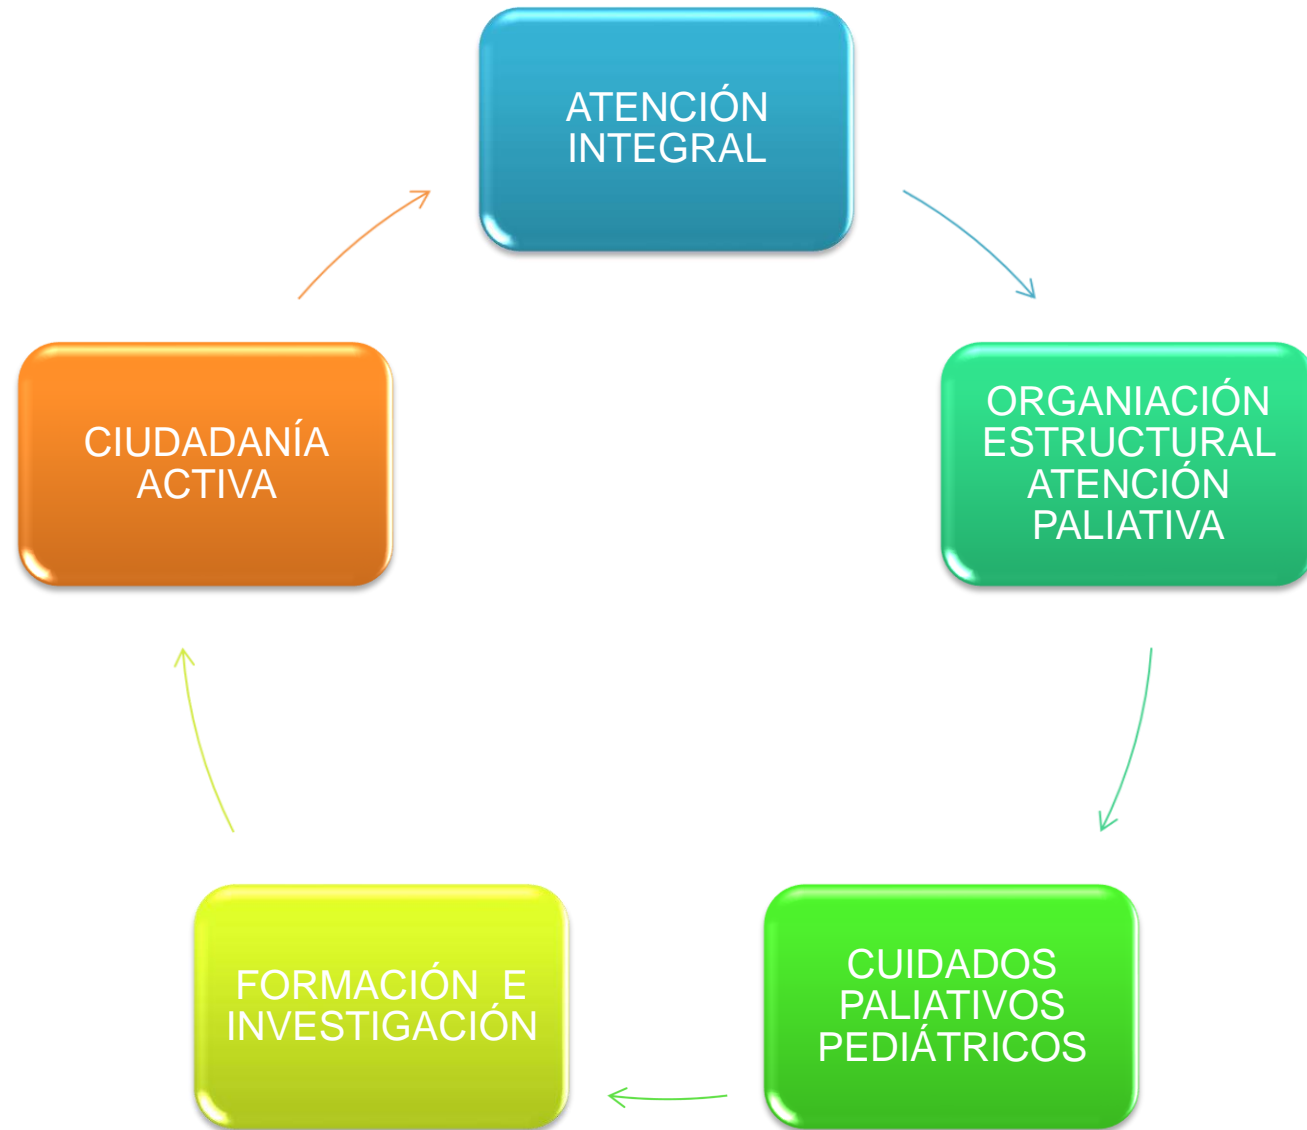 ATENCIÓN
INTEGRAL
ORGANIACIÓN
ESTRUCTURAL
ATENCIÓN
PALIATIVA
CUIDADOS
PALIATIVOS
PEDIÁTRICOS
FORMACIÓN  E
INVESTIGACIÓN
CIUDADANÍA
ACTIVA